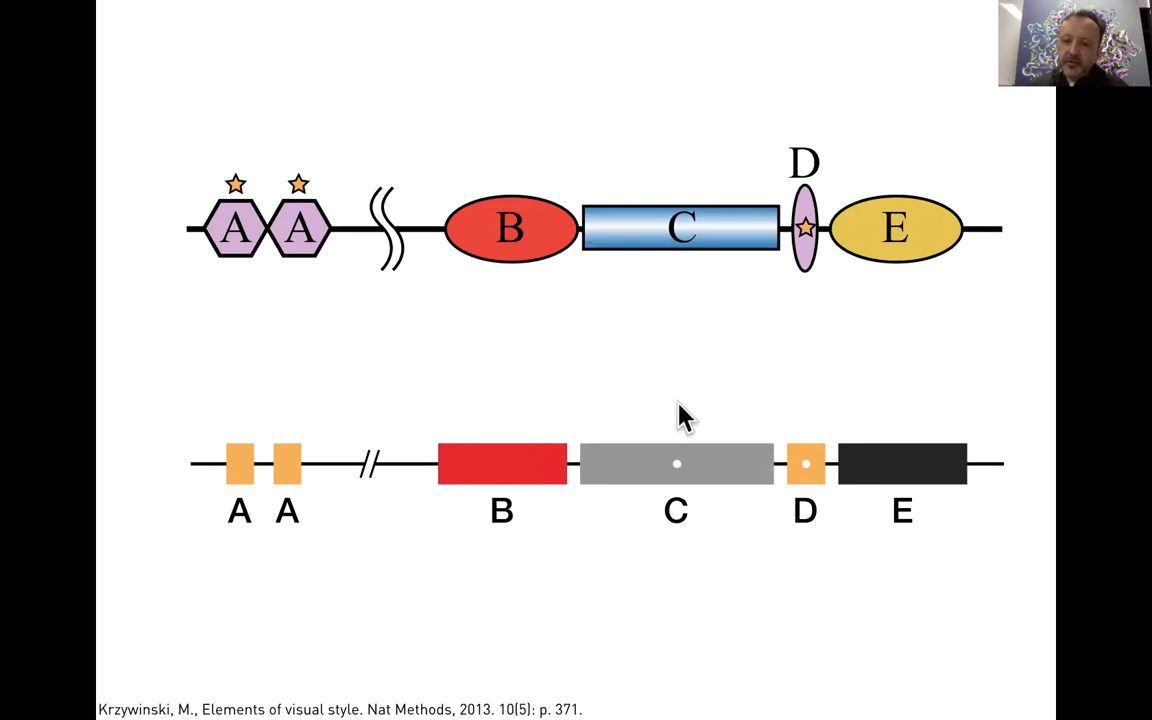 D
A A B C E
A A B C D E
Krzywinski, M., Elements of visual style. Nat Methods, 2013. 10(5): p. 371.